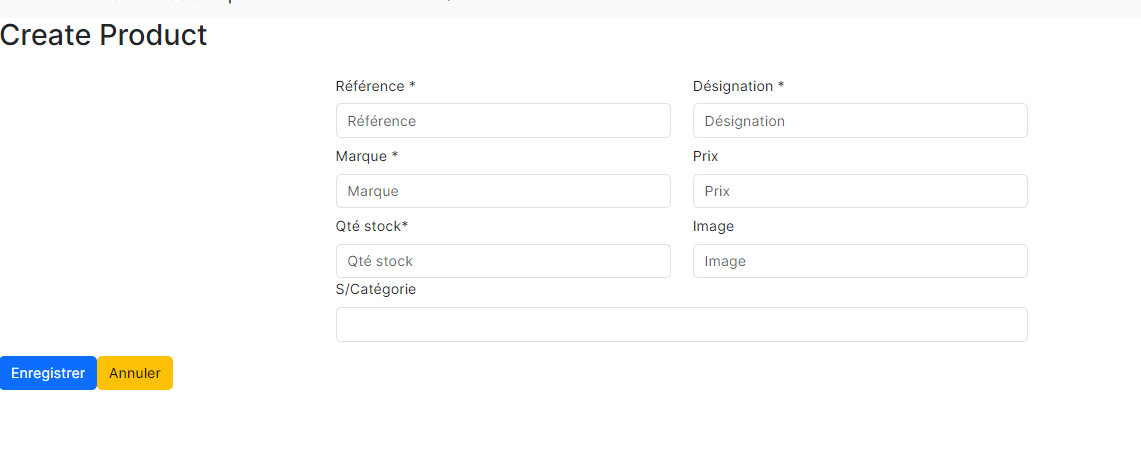 Create Product
Référence * Désignation *
Référence Désignation
Marque * Prix
Marque Prix
Qté stock* Image
Qté stock Image
S/Catégorie
Enregistrer Annuler